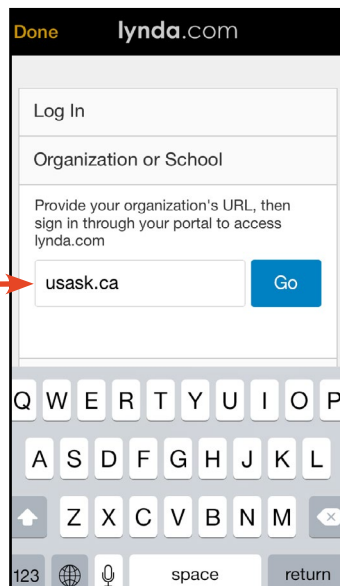 Done lynda.com
Log In
Organization or School
Provide your organization's URL, then
sign in through your portal to access
lynda.com
usask.ca Go
Q W E R T Y U I O P
A S D F G H J K L
Z X C V B N M
123 space return